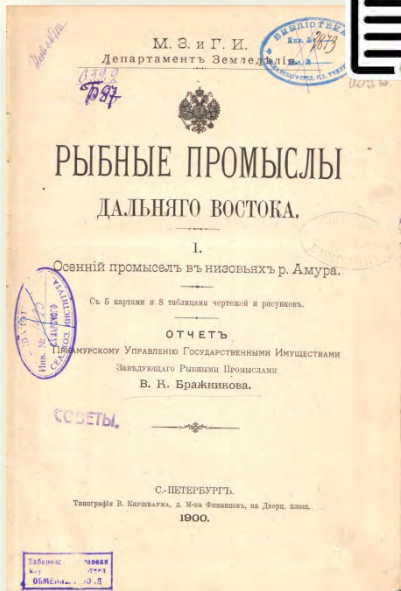 М. З. и Г. И.
Департаментъ Земледѣлія.
БИБЛІОТЕКА
РЫБНЫЕ ПРОМЫСЛЫ
ДАЛЬНЯГО ВОСТОКА.
I.
Осенній промыселъ въ низовьяхъ р. Амура.
Съ 5 картами и 8 таблицами чертежей и рисунковъ.
ОТЧЕТЪ
Приамурскому Управленію Государственными Имуществами
Завѣдующаго Рыбными Промыслами
В. К. Бражникова.
СОВЕТЫ.
С.-ПЕТЕРБУРГЪ.
Типографія В. Киршбаума, д. М-ва Финансовъ, на Дворц. площ.
1900.